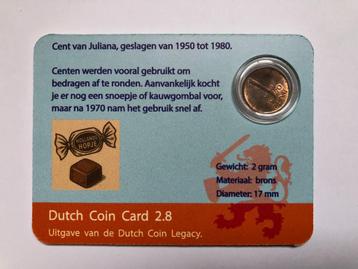 Cent van Juliana, geslagen van 1950 tot 1980.
Centen werden vooral gebruikt om
bedragen af te ronden. Aanvankelijk kocht
je er nog een snoepje of kauwgombal voor,
maar na 1970 nam het gebruik snel af.
HOLLANDS
HOPJE
Gewicht: 2 gram
Materiaal: brons
Diameter: 17 mm
Dutch Coin Card 2.8
Uitgave van de Dutch Coin Legacy.